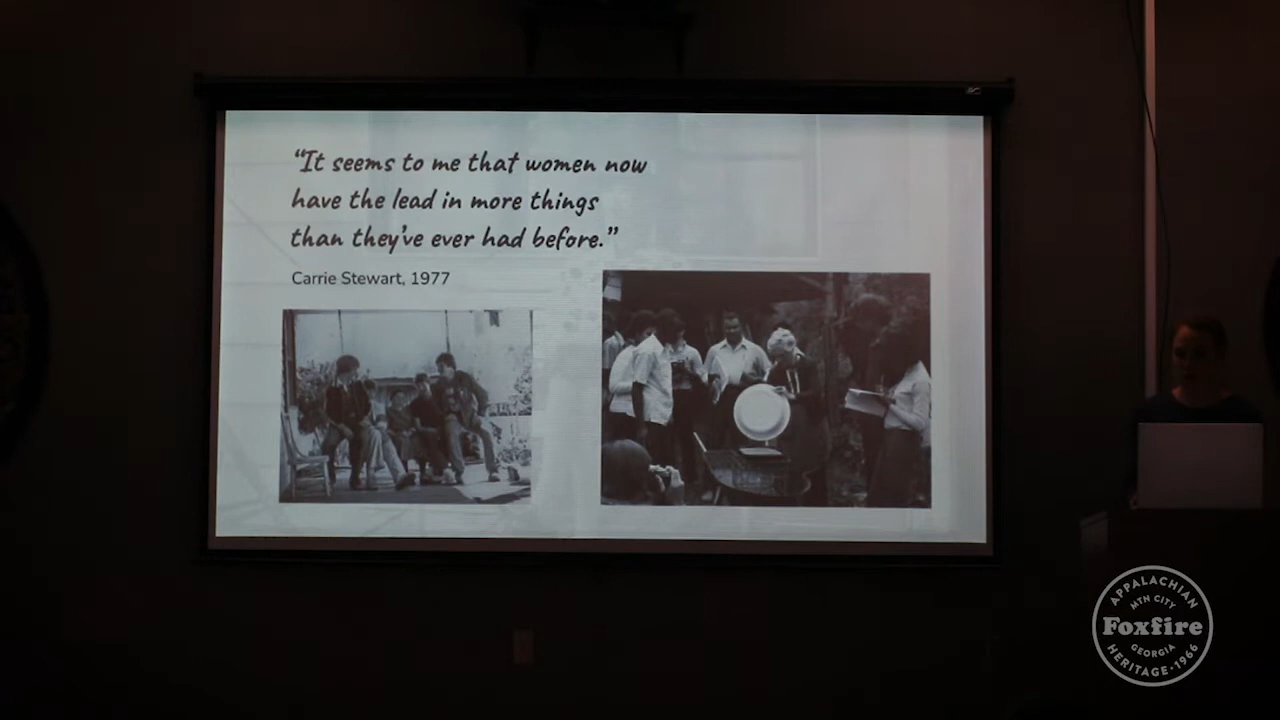 “It seems to me that women now
have the lead in more things
than they’ve ever had before.”
Carrie Stewart, 1977
APPALACHIAN
MTN CITY
Foxfire
GEORGIA
HERITAGE • 1966